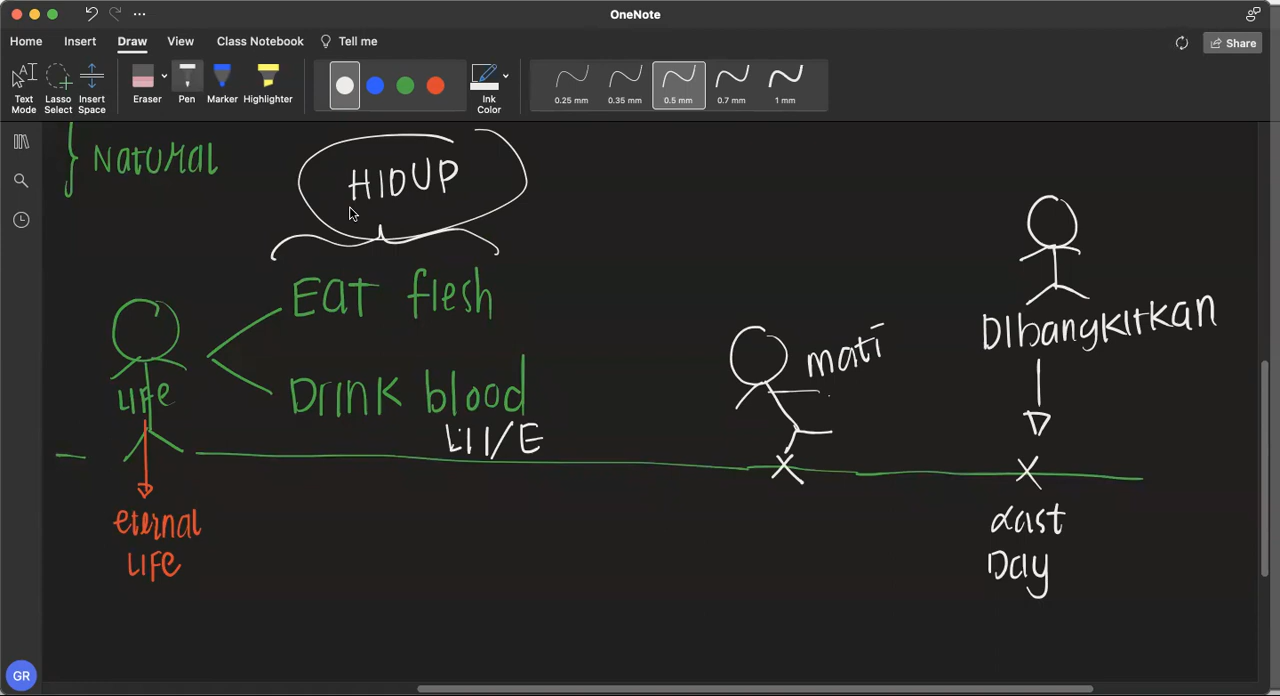 OneNote
Home Insert Draw View Class Notebook Tell me
Share
Text Mode
Lasso Select
Insert Space
Eraser
Pen
Marker
Highlighter
Ink Color
0.25 mm
0.35 mm
0.5 mm
0.7 mm
1 mm
Natural
HIDUP
Eat flesh
LIFE
Drink blood
mati
Dibangkitkan
eternal
LIFE
Last
Day
GR